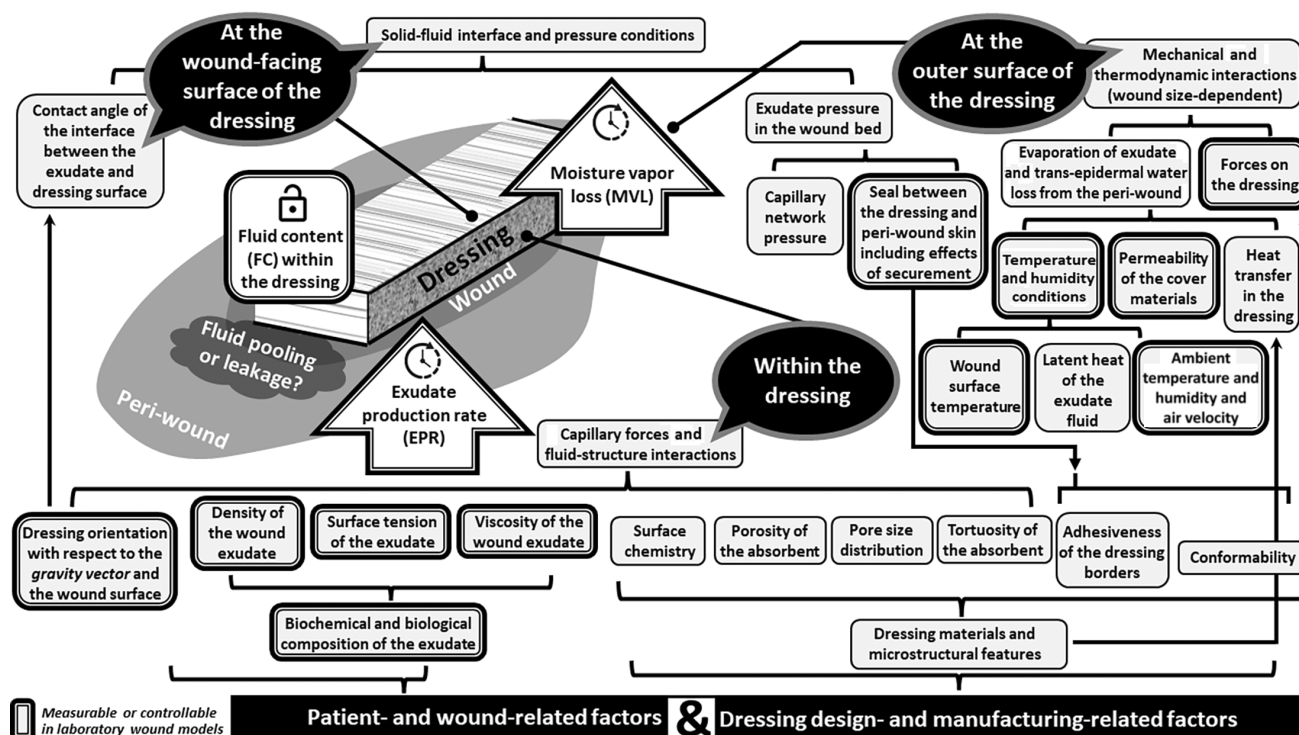 Solid-fluid interface and pressure conditions
At the
wound-facing
surface of the
dressing
At the
outer surface of
the dressing
Mechanical and
thermodynamic interactions
(wound size-dependent)
Contact angle of
the interface
between the
exudate and
dressing surface
Exudate pressure
in the wound bed
Moisture vapor
loss (MVL)
Evaporation of exudate
and trans-epidermal water
loss from the peri-wound
Forces on
the dressing
Capillary
network
pressure
Seal between
the dressing and
peri-wound skin
including effects
of securement
Fluid content
(FC) within
the dressing
Dressing
Wound
Temperature
and humidity
conditions
Permeability
of the cover
materials
Heat
transfer in
the dressing
Fluid pooling
or leakage?
Peri-wound
Exudate
production rate
(EPR)
Within the
dressing
Wound
surface
temperature
Latent heat
of the
exudate
fluid
Ambient
temperature and
humidity and
air velocity
Capillary forces and
fluid-structure interactions
Dressing orientation
with respect to the
gravity vector and
the wound surface
Density of
the wound
exudate
Surface tension
of the exudate
Viscosity of the
wound exudate
Surface
chemistry
Porosity of
the absorbent
Pore size
distribution
Tortuosity of
the absorbent
Adhesiveness
of the dressing
borders
Conformability
Biochemical and biological
composition of the exudate
Dressing materials and
microstructural features
Measurable or controllable
in laboratory wound models
Patient- and wound-related factors & Dressing design- and manufacturing-related factors